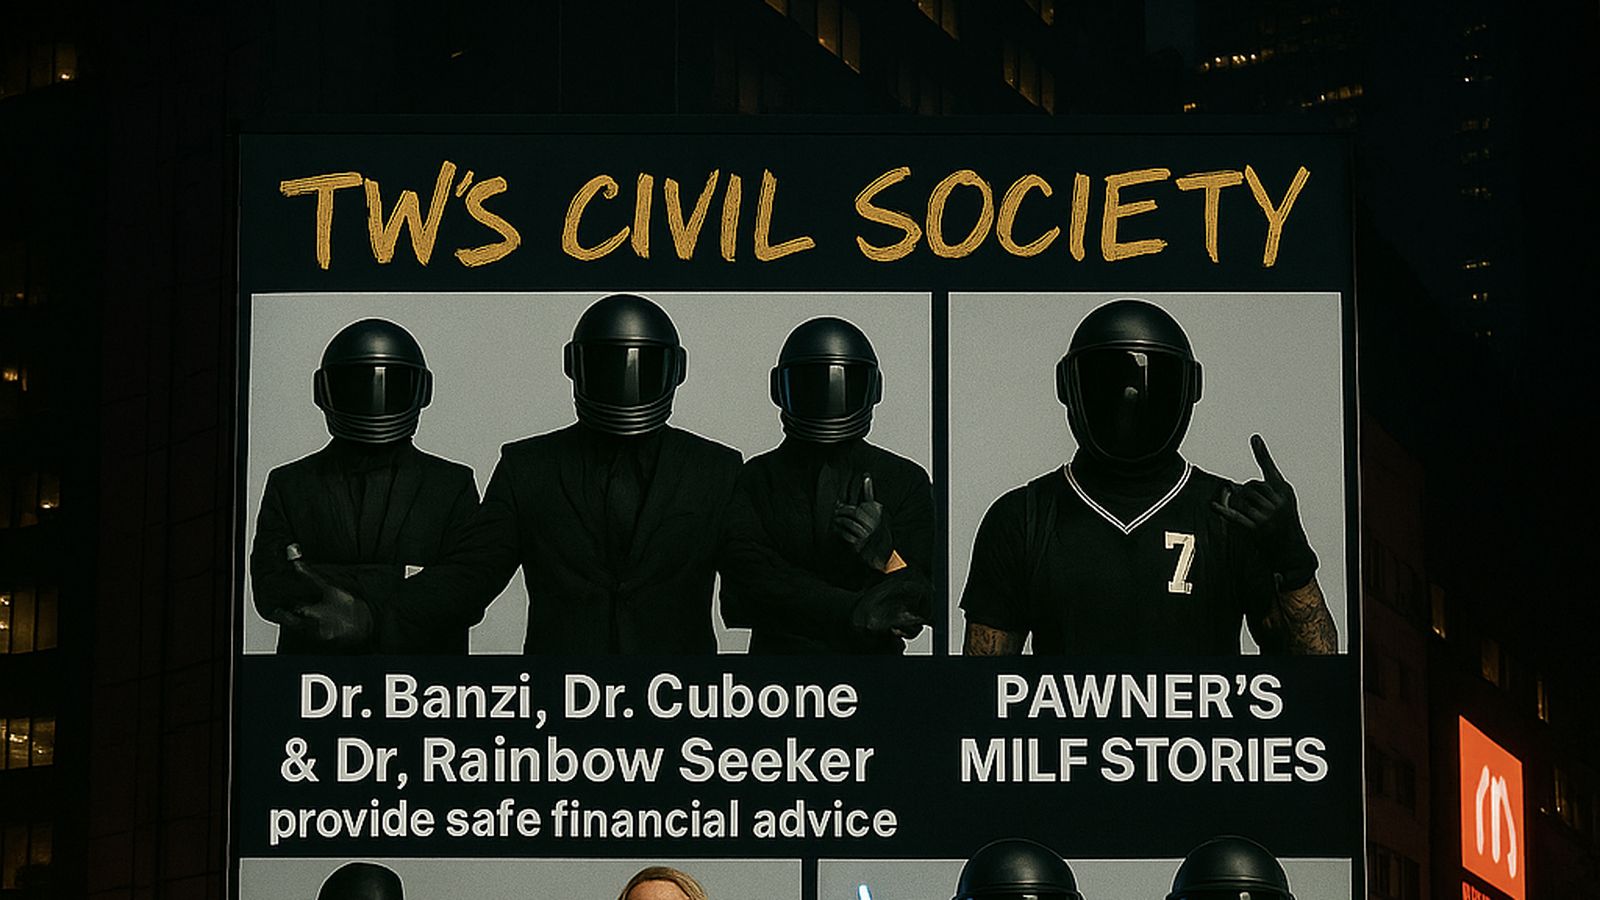 TW'S CIVIL SOCIETY
Dr. Banzi, Dr. Cubone
& Dr, Rainbow Seeker
provide safe financial advice
PAWNER'S
MILF STORIES
7